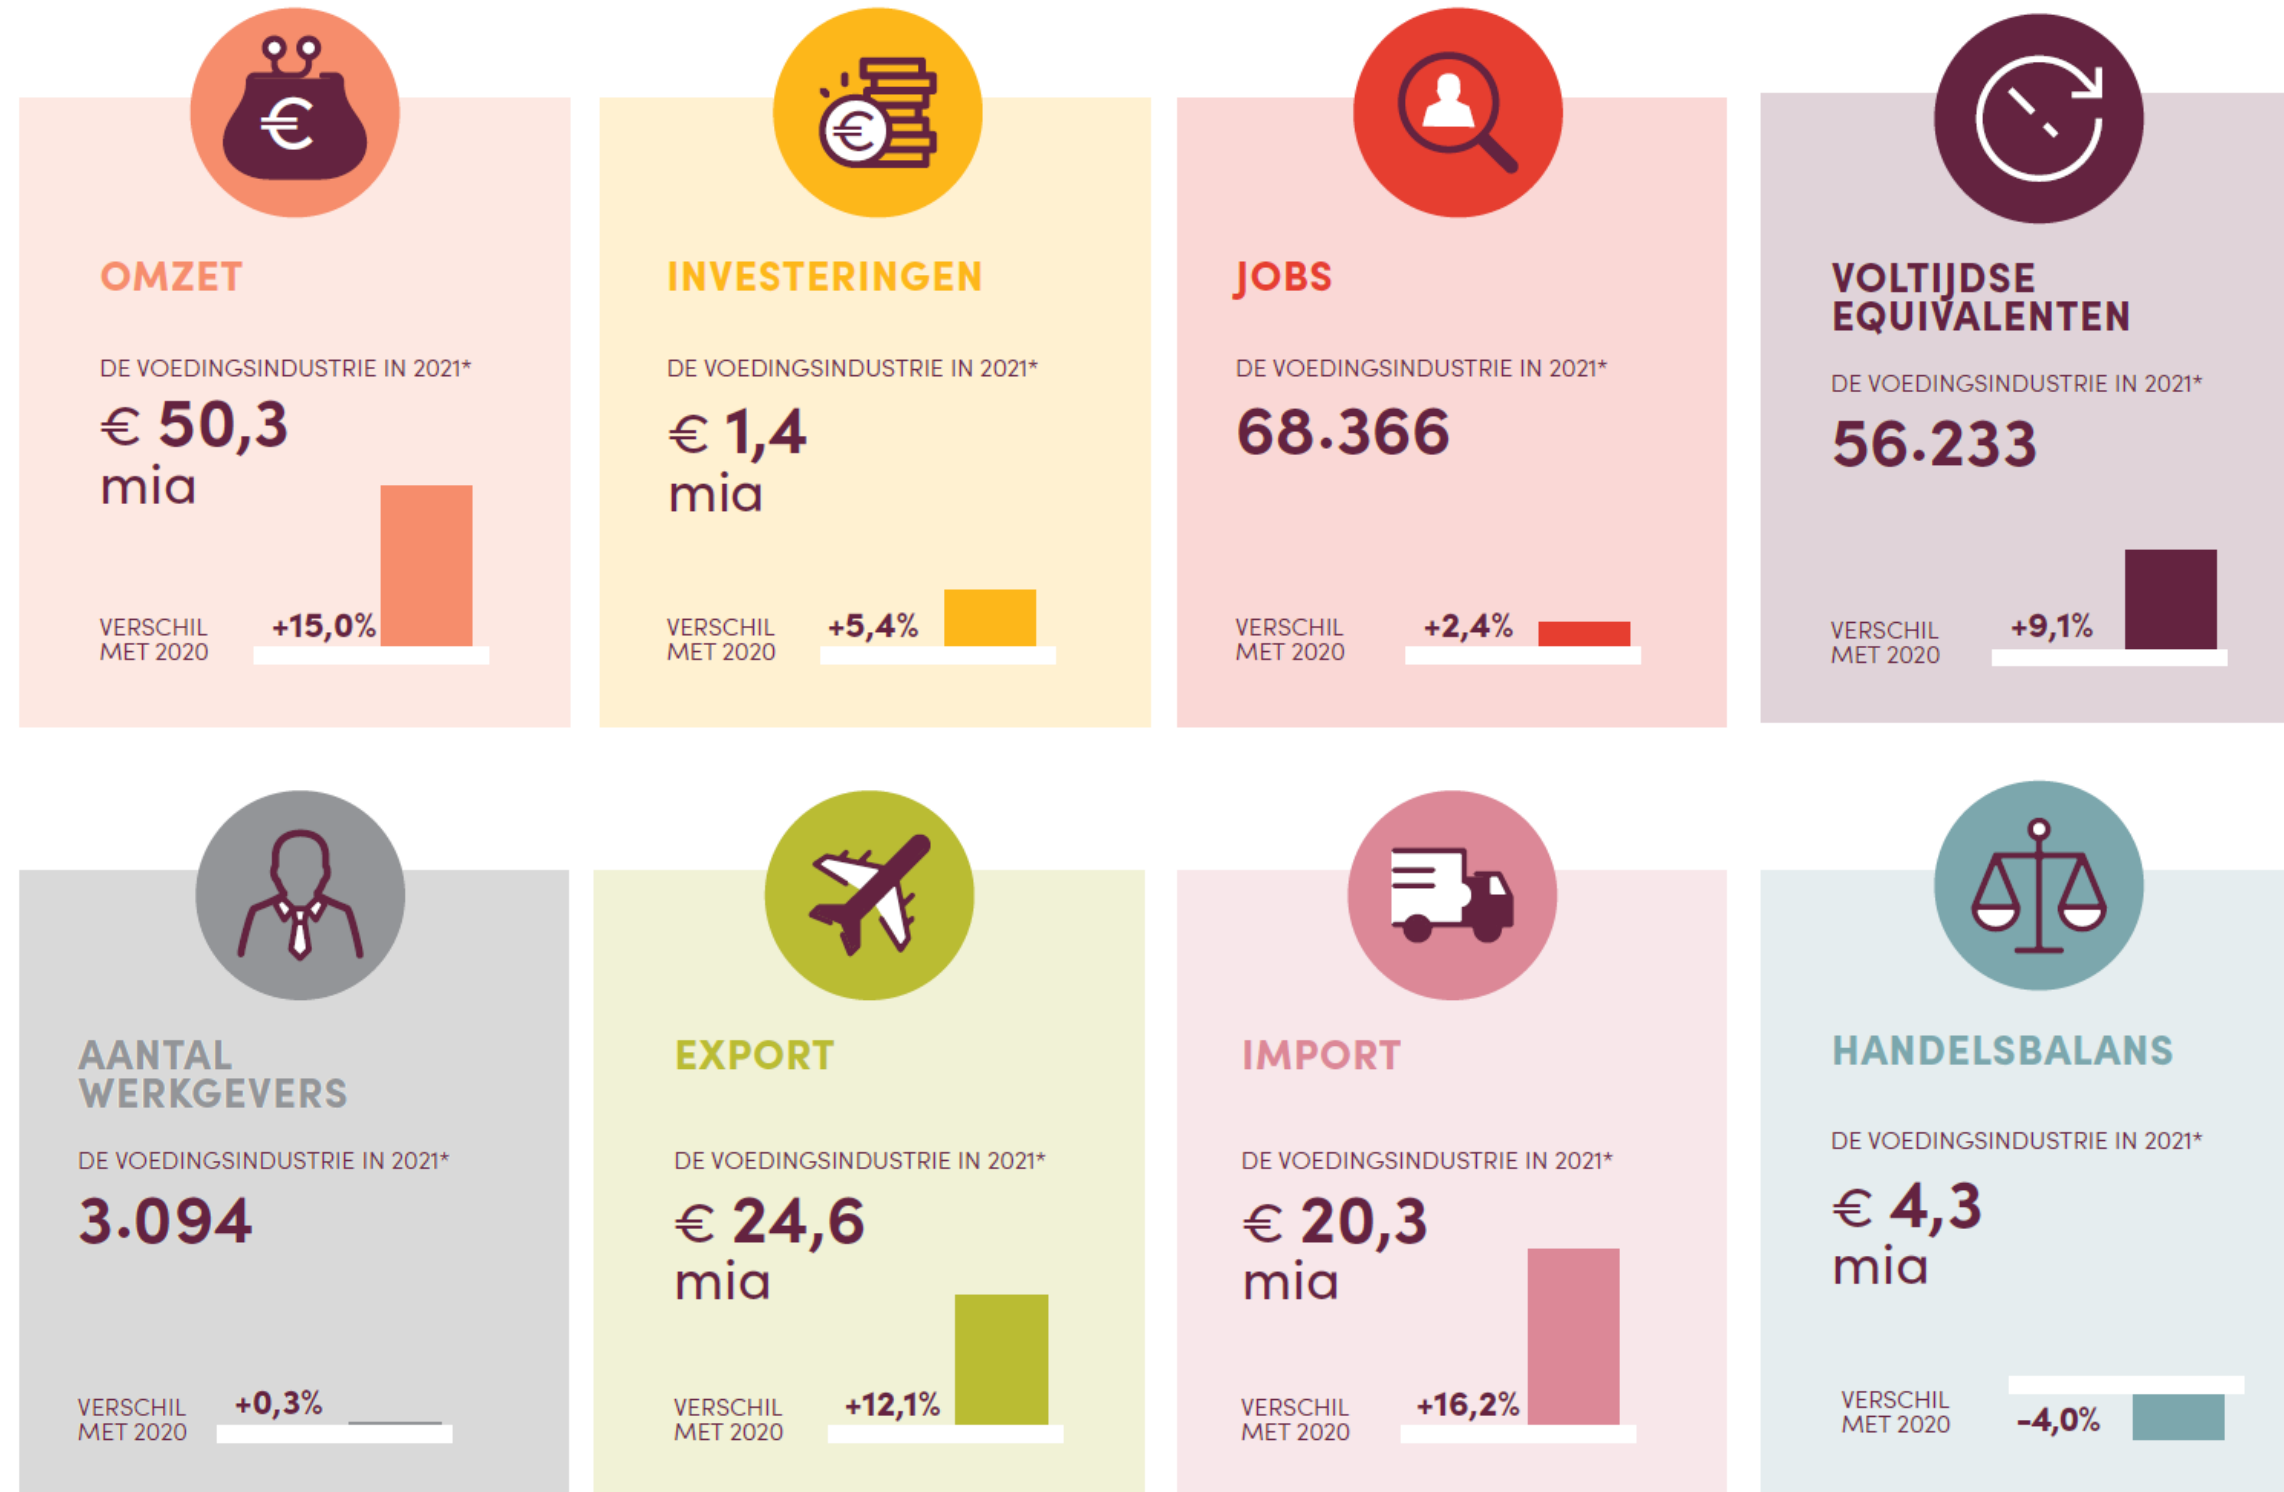 OMZET
DE VOEDINGSINDUSTRIE IN 2021*
€ 50,3
mia
VERSCHIL
MET 2020
+15,0%
INVESTERINGEN
DE VOEDINGSINDUSTRIE IN 2021*
€ 1,4
mia
VERSCHIL
MET 2020
+5,4%
JOBS
DE VOEDINGSINDUSTRIE IN 2021*
68.366
VERSCHIL
MET 2020
+2,4%
VOLTIJDSE
EQUIVALENTEN
DE VOEDINGSINDUSTRIE IN 2021*
56.233
VERSCHIL
MET 2020
+9,1%
AANTAL
WERKGEVERS
DE VOEDINGSINDUSTRIE IN 2021*
3.094
VERSCHIL
MET 2020
+0,3%
EXPORT
DE VOEDINGSINDUSTRIE IN 2021*
€ 24,6
mia
VERSCHIL
MET 2020
+12,1%
IMPORT
DE VOEDINGSINDUSTRIE IN 2021*
€ 20,3
mia
VERSCHIL
MET 2020
+16,2%
HANDELSBALANS
DE VOEDINGSINDUSTRIE IN 2021*
€ 4,3
mia
VERSCHIL
MET 2020
-4,0%